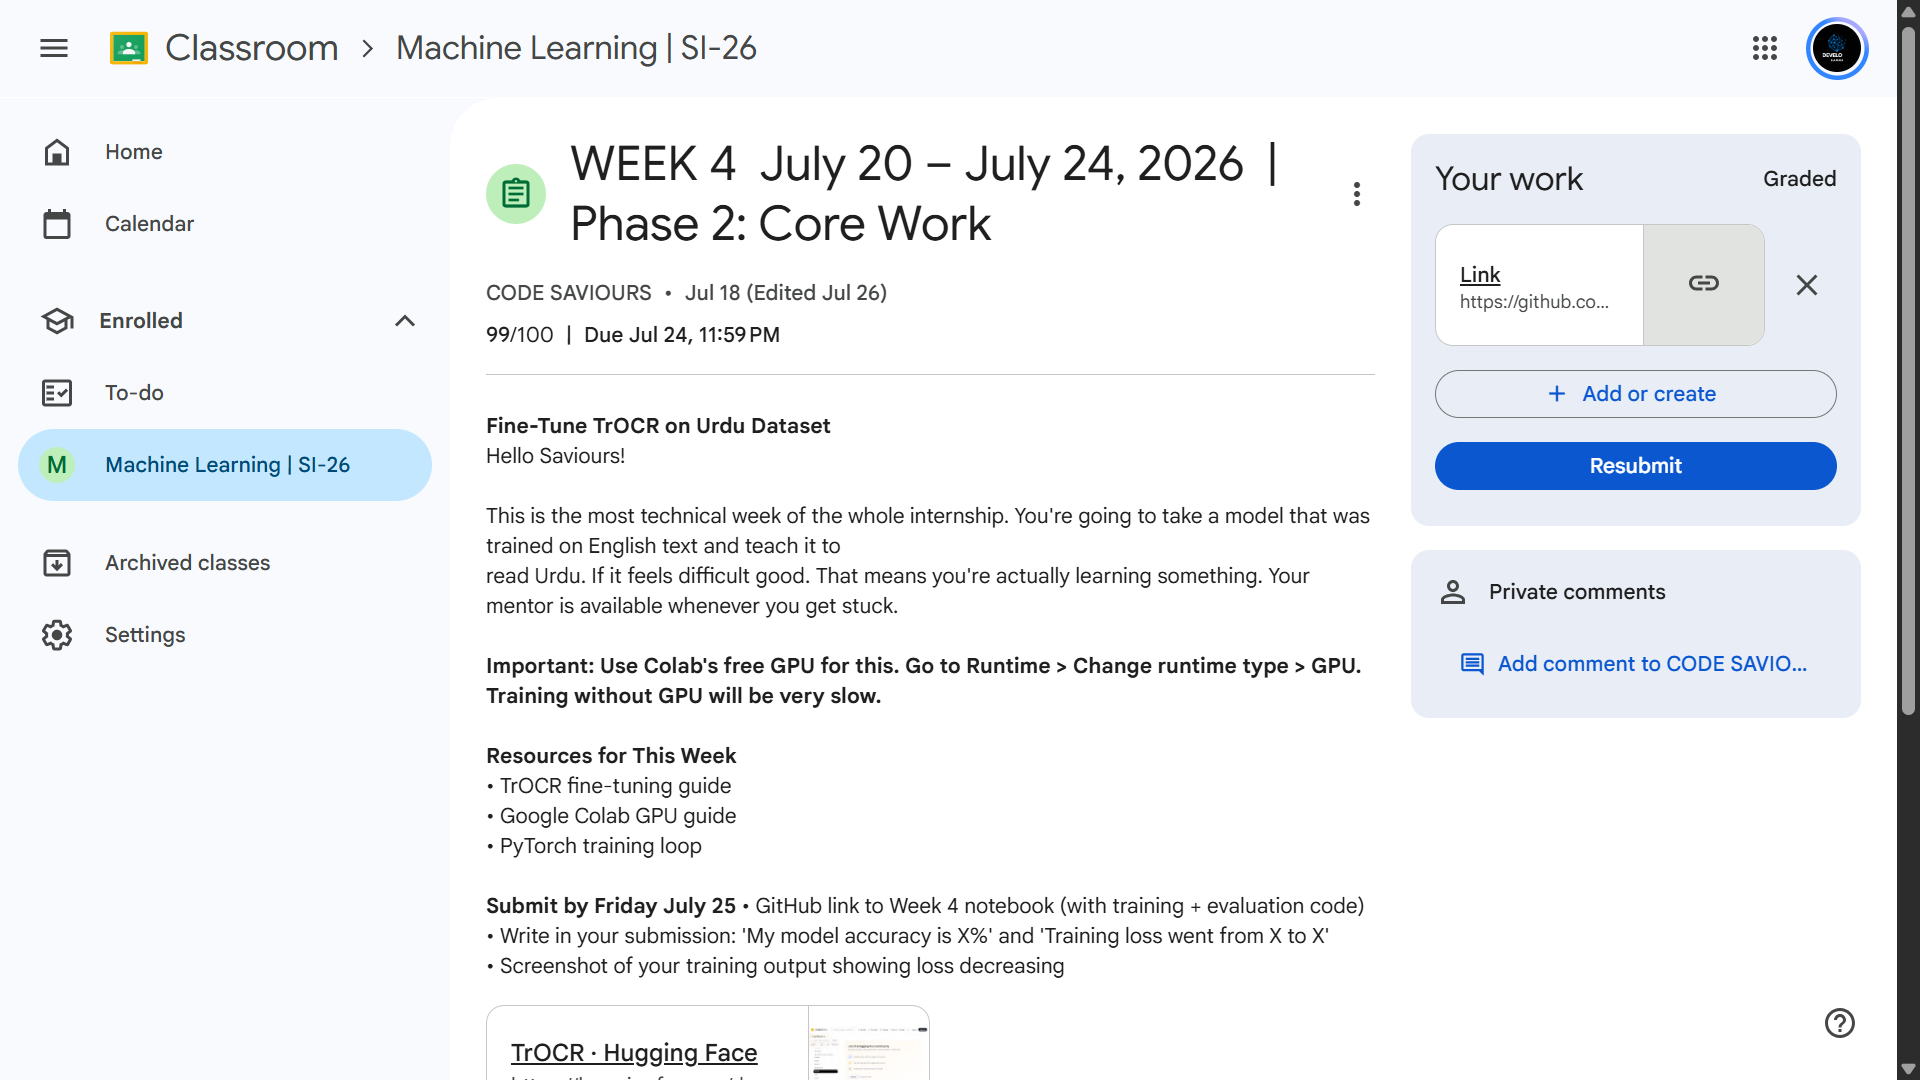 Classroom > Machine Learning | SI-26
Home
Calendar
Enrolled
To-do
M Machine Learning | SI-26
Archived classes
Settings
WEEK 4 July 20 – July 24, 2026 |
Phase 2: Core Work
CODE SAVIOURS • Jul 18 (Edited Jul 26)
99/100 | Due Jul 24, 11:59 PM
Fine-Tune TrOCR on Urdu Dataset
Hello Saviours!
This is the most technical week of the whole internship. You're going to take a model that was
trained on English text and teach it to
read Urdu. If it feels difficult good. That means you're actually learning something. Your
mentor is available whenever you get stuck.
Important: Use Colab's free GPU for this. Go to Runtime > Change runtime type > GPU.
Training without GPU will be very slow.
Resources for This Week
• TrOCR fine-tuning guide
• Google Colab GPU guide
• PyTorch training loop
Submit by Friday July 25 • GitHub link to Week 4 notebook (with training + evaluation code)
• Write in your submission: 'My model accuracy is X%' and 'Training loss went from X to X'
• Screenshot of your training output showing loss decreasing
TrOCR · Hugging Face
Your work
Graded
Link
https://github.co...
+ Add or create
Resubmit
Private comments
Add comment to CODE SAVIO...
DEVELO